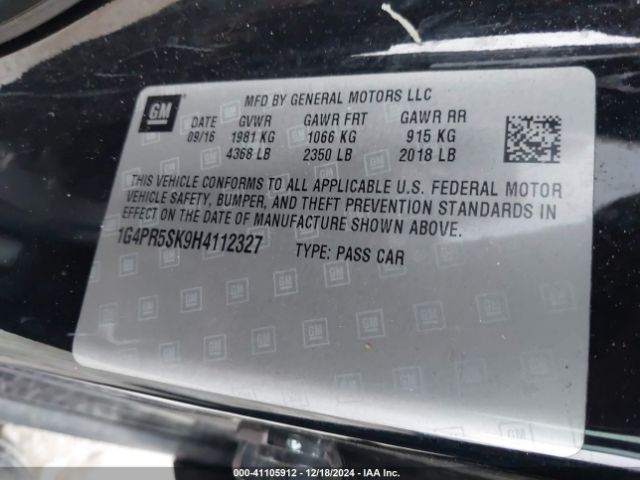 GM
MFD BY GENERAL MOTORS LLC
DATE GVWR GAWR FRT GAWR RR
09/16 1981 KG 1066 KG 915 KG
4368 LB 2350 LB 2018 LB
THIS VEHICLE CONFORMS TO ALL APPLICABLE U.S. FEDERAL MOTOR
VEHICLE SAFETY, BUMPER, AND THEFT PREVENTION STANDARDS IN
EFFECT ON THE DATE OF MANUFACTURE SHOWN ABOVE.
1G4PR5SK9H4112327 TYPE: PASS CAR
000-41105912 - 12/18/2024 - IAA Inc.